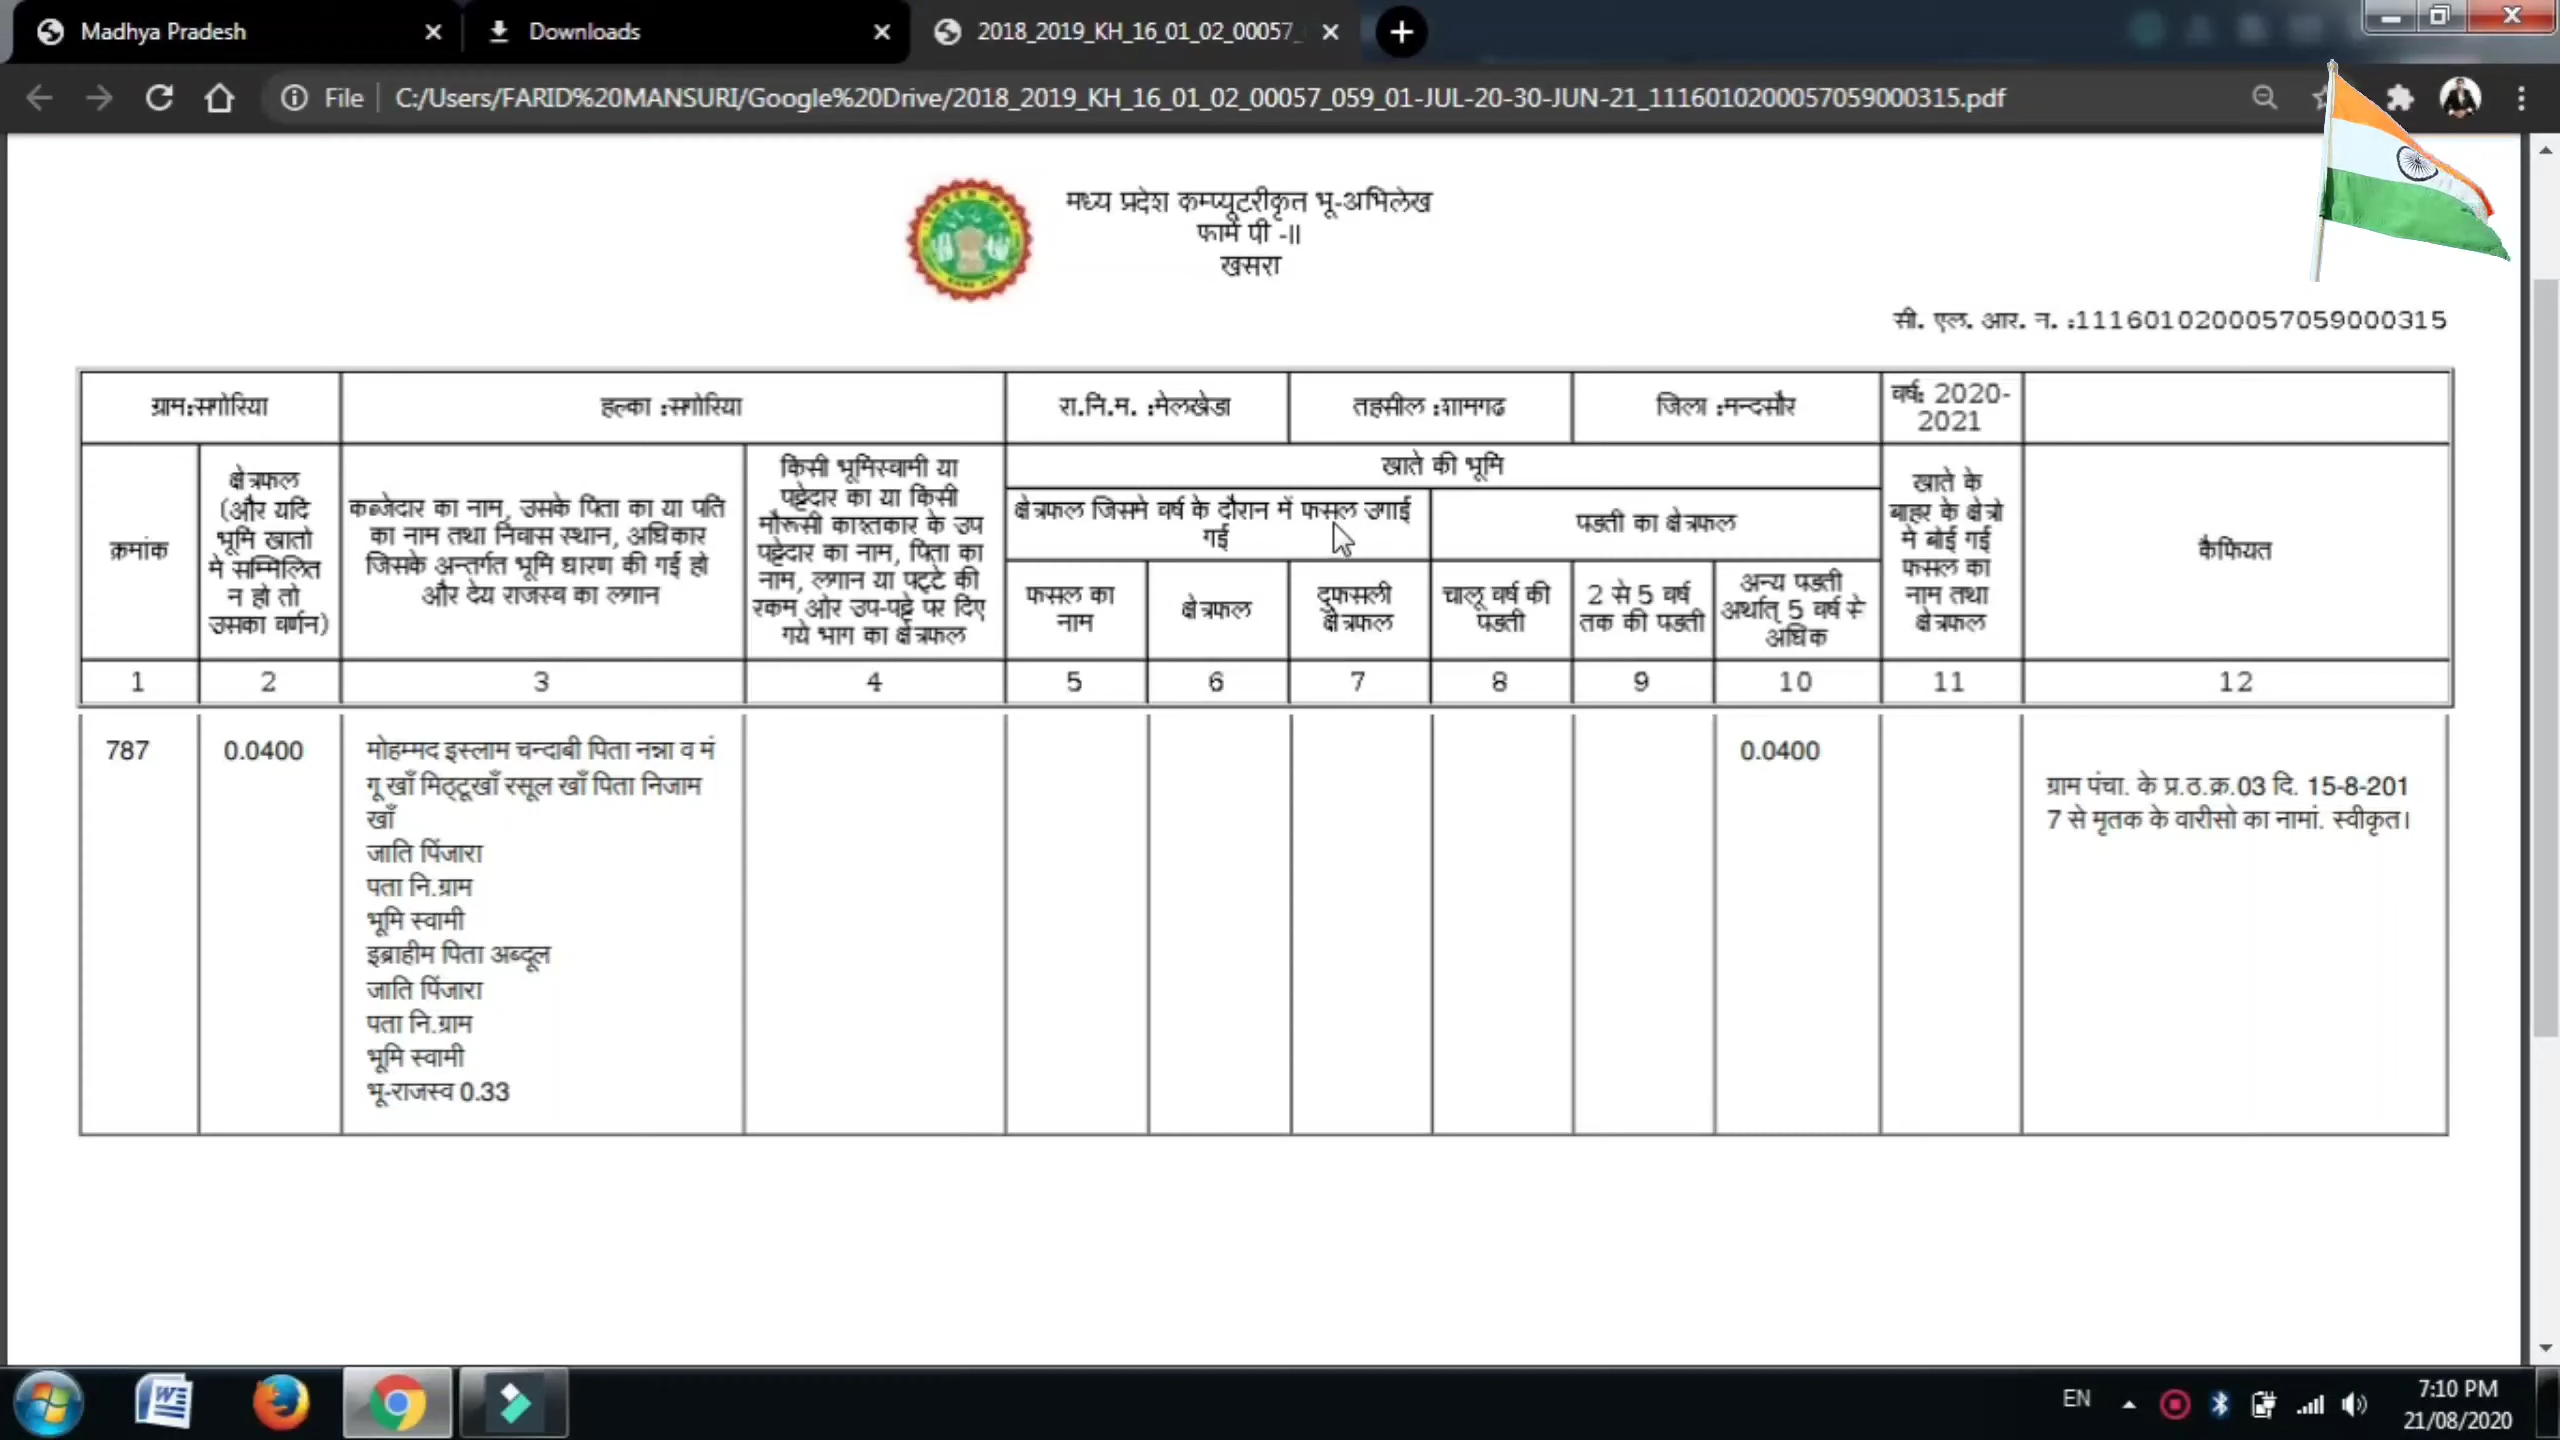 Madhya Pradesh
Downloads
2018_2019_KH_16_01_02_00057_
File
C:/Users/FARID%20MANSURI/Google%20Drive/2018_2019_KH_16_01_02_00057_059_01-JUL-20-30-JUN-21_1116010200057059000315.pdf
मध्य प्रदेश कम्प्यूटरीकृत भू-अभिलेख
फार्म पी -II
खसरा
सी. एल. आर. न. :1116010200057059000315
ग्राम:सगोरिया
हल्का :सगोरिया
रा.नि.म. :मेलखेडा
तहसील :शामगढ
जिला :मन्दसौर
वर्ष: 2020-
2021
क्रमांक
क्षेत्रफल
(और यदि
भूमि खातो
मे सम्मिलित
न हो तो
उसका वर्णन)
कब्जेदार का नाम, उसके पिता का या पति
का नाम तथा निवास स्थान, अधिकार
जिसके अन्तर्गत भूमि धारण की गई हो
और देय राजस्व का लगान
किसी भूमिस्वामी या
पट्टेदार का या किसी
मौरूसी काश्तकार के उप
पट्टेदार का नाम, पिता का
नाम, लगान या पट्टे की
रकम ओर उप-पट्टे पर दिए
गये भाग का क्षेत्रफल
खाते की भूमि
क्षेत्रफल जिसमे वर्ष के दौरान में फसल उगाई
गई
पडती का क्षेत्रफल
फसल का
नाम
क्षेत्रफल
दुफसली
क्षेत्रफल
चालू वर्ष की
पडती
2 से 5 वर्ष
तक की पडती
अन्य पडती
अर्थात् 5 वर्ष से
अधिक
खाते के
बाहर के क्षेत्रो
मे बोई गई
फसल का
नाम तथा
क्षेत्रफल
कैफियत
1 2 3 4 5 6 7 8 9 10 11 12
787
0.0400
मोहम्मद इस्लाम चन्दाबी पिता नन्ना व मं
गू खाँ मिठ्टूखाँ रसूल खाँ पिता निजाम
खाँ
जाति पिंजारा
पता नि.ग्राम
भूमि स्वामी
इब्राहीम पिता अब्दूल
जाति पिंजारा
पता नि.ग्राम
भूमि स्वामी
भू-राजस्व 0.33
0.0400
ग्राम पंचा. के प्र.ठ.क्र.03 दि. 15-8-201
7 से मृतक के वारीसो का नामां. स्वीकृत।
EN
7:10 PM
21/08/2020